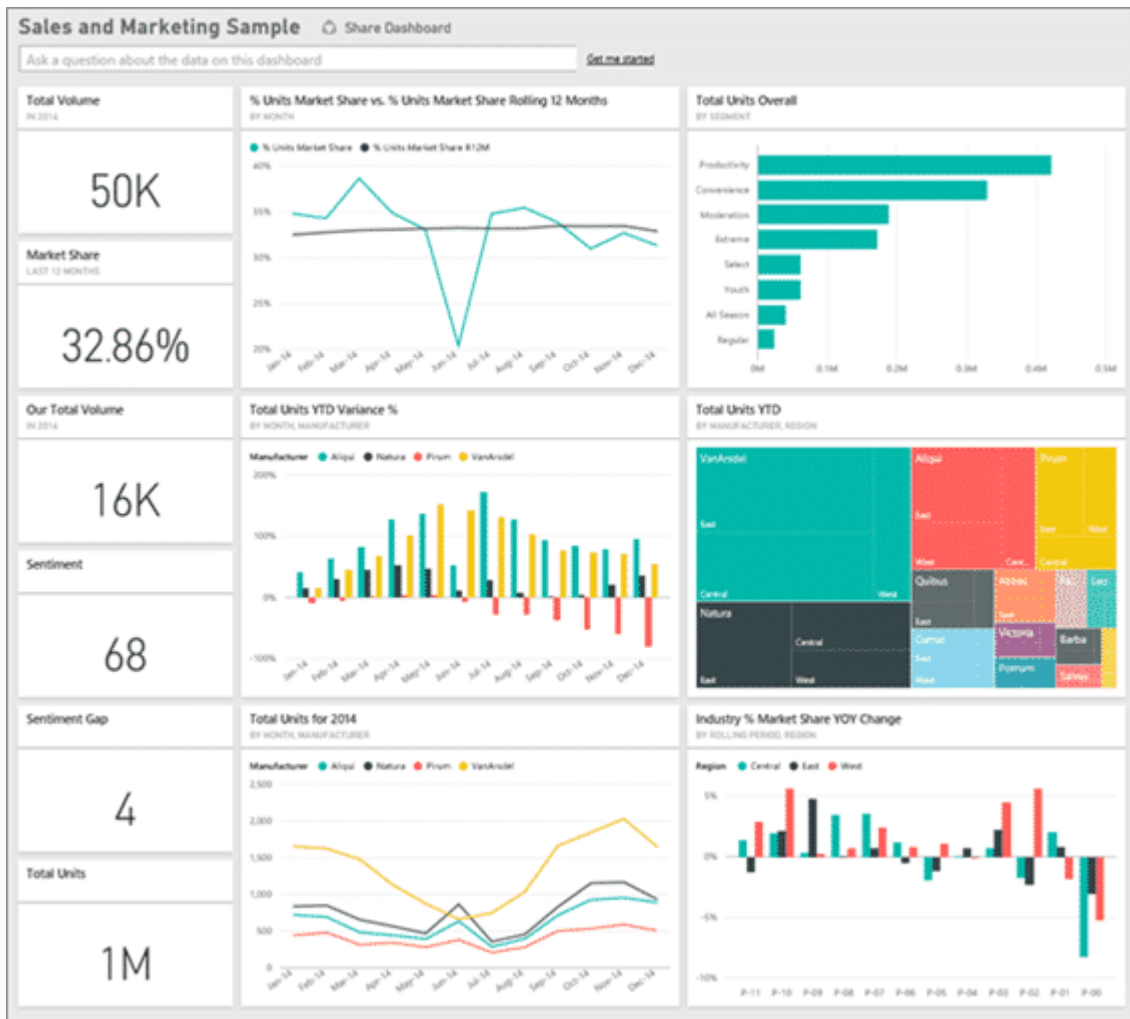 Sales and Marketing Sample
Share Dashboard
Ask a question about the data on this dashboard
Get me started
Total Volume
IN 2014
50K
Market Share
LAST 12 MONTHS
32.86%
Our Total Volume
IN 2014
16K
Sentiment
68
Sentiment Gap
4
Total Units
1M
% Units Market Share vs. % Units Market Share Rolling 12 Months
BY MONTH
% Units Market Share
% Units Market Share R12M
40%
35%
30%
25%
20%
Jan-14
Feb-14
Mar-14
Apr-14
May-14
Jun-14
Jul-14
Aug-14
Sep-14
Oct-14
Nov-14
Dec-14
Total Units Overall
BY SEGMENT
Productivity
Convenience
Moderation
Extreme
Select
Youth
All Season
Regular
0M
0.1M
0.2M
0.3M
0.4M
0.5M
Total Units YTD Variance %
BY MONTH, MANUFACTURER
Manufacturer
Aliqui
Natura
Pirum
VanArsdel
200%
100%
0%
-100%
Jan-14
Feb-14
Mar-14
Apr-14
May-14
Jun-14
Jul-14
Aug-14
Sep-14
Oct-14
Nov-14
Dec-14
Total Units YTD
BY MANUFACTURER, REGION
VanArsdel
East
Central
West
Natura
East
Central
West
Aliqui
East
West
Cent...
Pirum
East
West
Central
Quibus
East
Abbas
East
Fa...
Leo
Currus
East
West
Victoria
Barba
Pomum
Salvus
Total Units for 2014
BY MONTH, MANUFACTURER
Manufacturer
Aliqui
Natura
Pirum
VanArsdel
2,500
2,000
1,500
1,000
500
0
Jan-14
Feb-14
Mar-14
Apr-14
May-14
Jun-14
Jul-14
Aug-14
Sep-14
Oct-14
Nov-14
Dec-14
Industry % Market Share YOY Change
BY ROLLING PERIOD, REGION
Region
Central
East
West
5%
0%
-5%
-10%
P-11
P-10
P-09
P-08
P-07
P-06
P-05
P-04
P-03
P-02
P-01
P-00